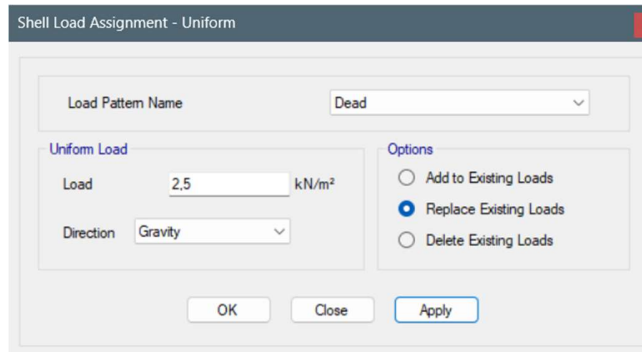 Shell Load Assignment - Uniform
Load Pattern Name Dead
Uniform Load
Load 2,5 kN/m²
Direction Gravity
Options
Add to Existing Loads
Replace Existing Loads
Delete Existing Loads
OK Close Apply